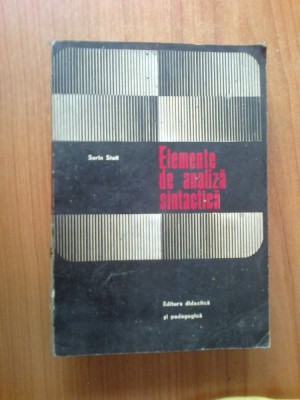 Sorin Stati
Elemente
de analiză
sintactică
Editura didactică
și pedagogică